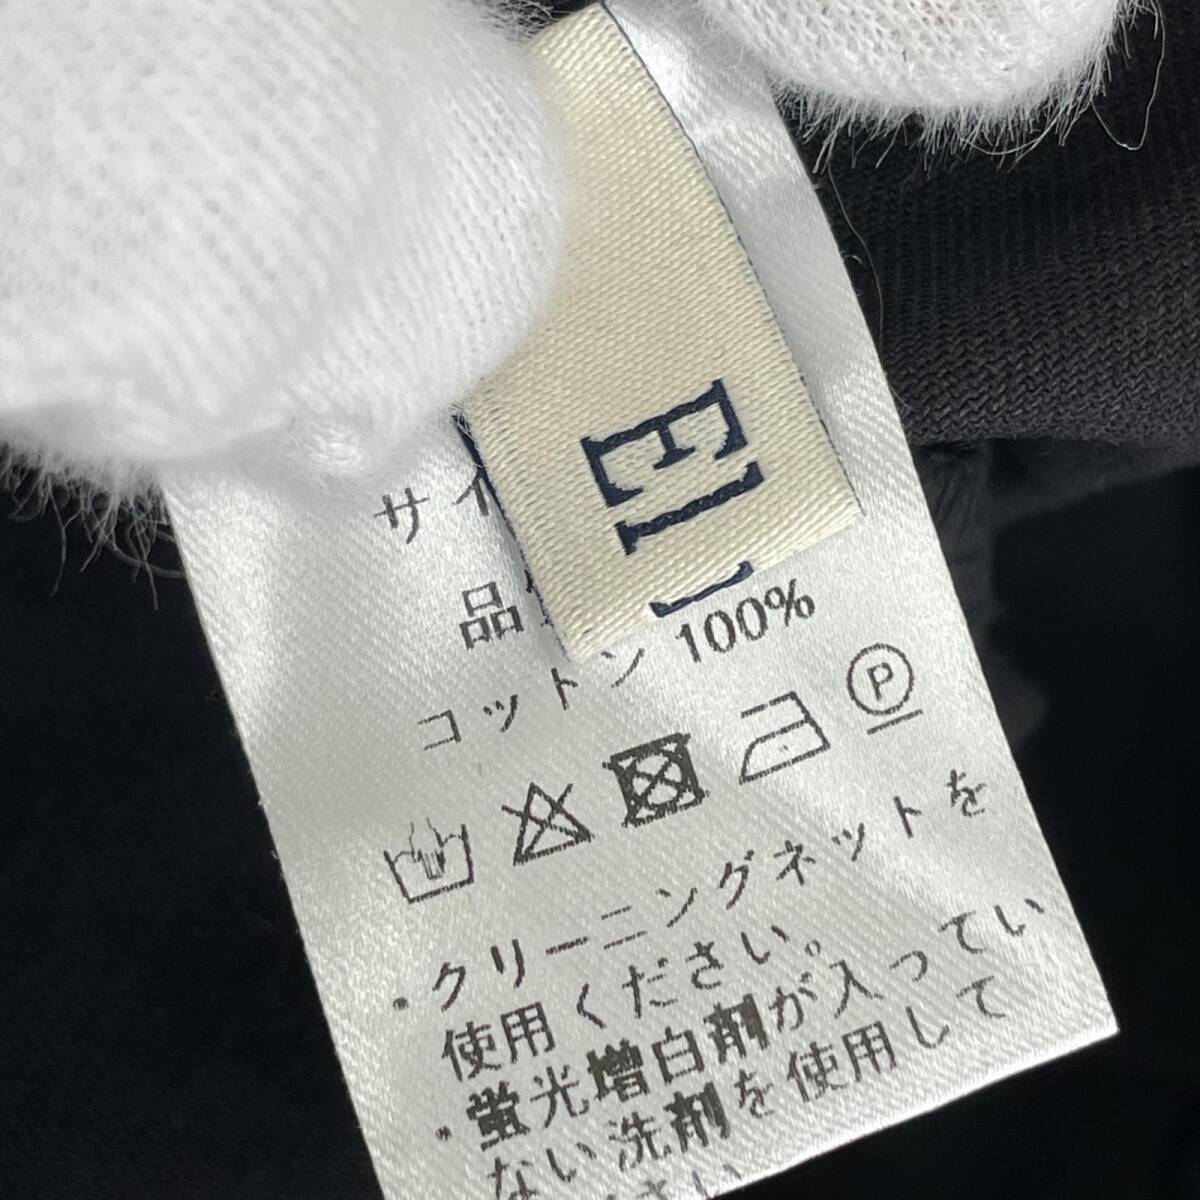 サイ
品
コットン 100%
P
・クリーニングネットを
使用ください。
・蛍光増白剤が入ってい
ない洗剤を使用して